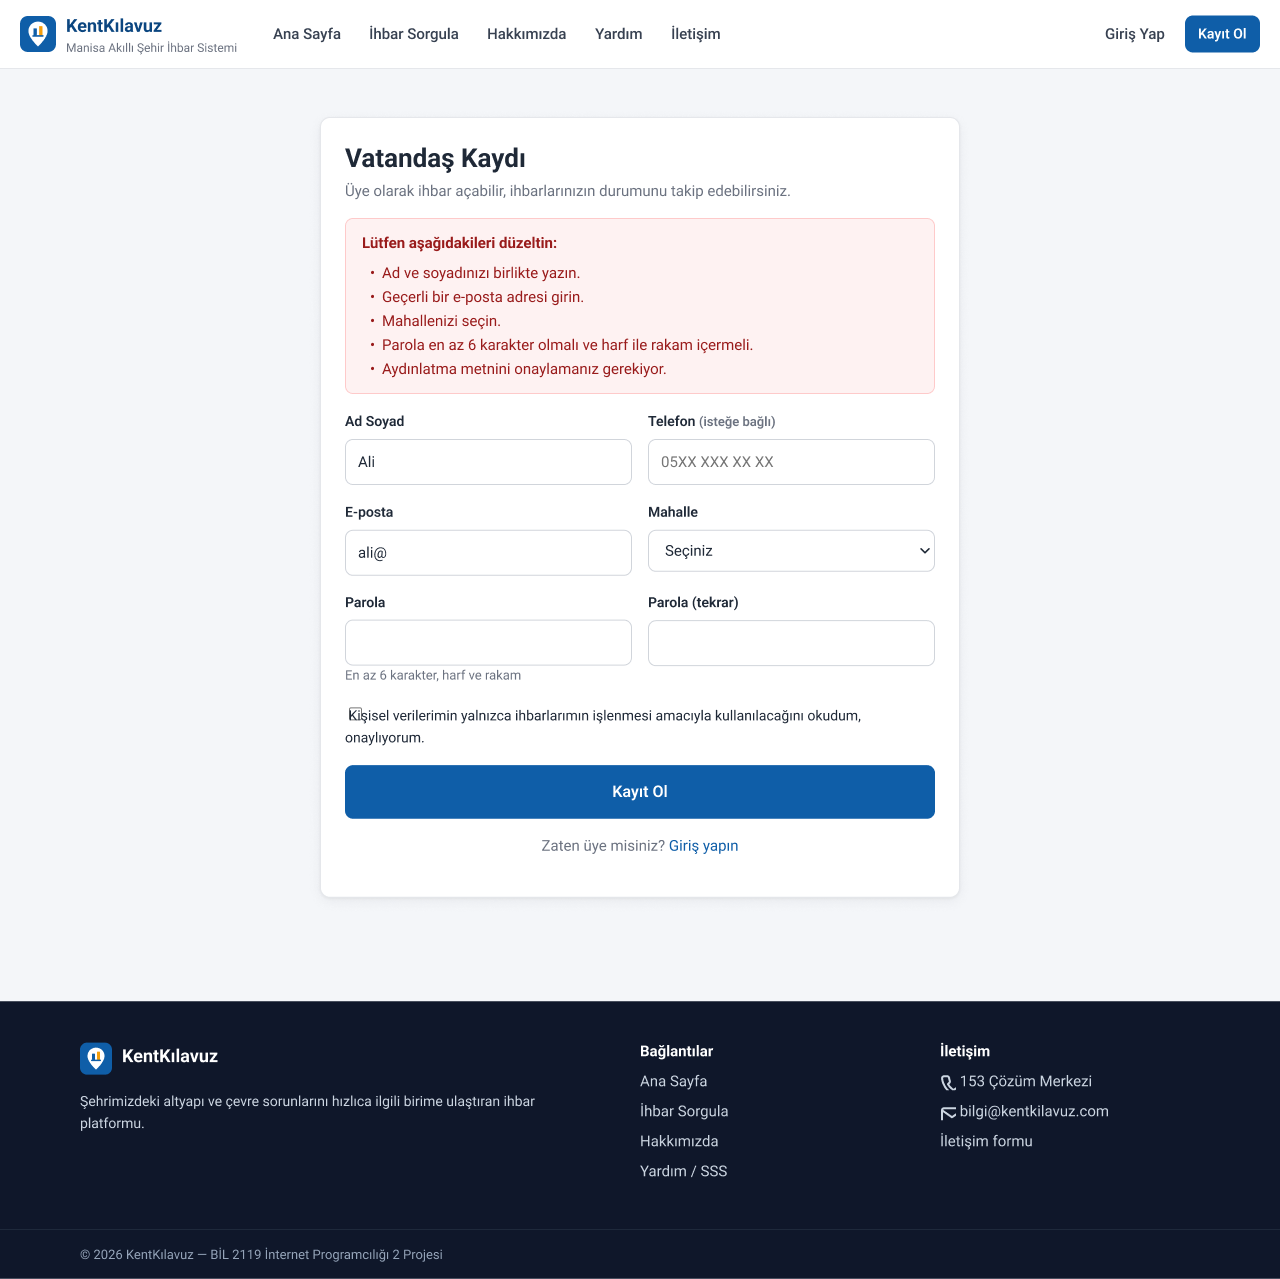 KentKılavuz
Manisa Akıllı Şehir İhbar Sistemi
Ana Sayfa
İhbar Sorgula
Hakkımızda
Yardım
İletişim
Giriş Yap
Kayıt Ol
Vatandaş Kaydı
Üye olarak ihbar açabilir, ihbarlarınızın durumunu takip edebilirsiniz.
Lütfen aşağıdakileri düzeltin:
• Ad ve soyadınızı birlikte yazın.
• Geçerli bir e-posta adresi girin.
• Mahallenizi seçin.
• Parola en az 6 karakter olmalı ve harf ile rakam içermeli.
• Aydınlatma metnini onaylamanız gerekiyor.
Ad Soyad
Ali
Telefon (isteğe bağlı)
05XX XXX XX XX
E-posta
ali@
Mahalle
Seçiniz
Parola
Parola (tekrar)
En az 6 karakter, harf ve rakam
Kişisel verilerimin yalnızca ihbarlarımın işlenmesi amacıyla kullanılacağını okudum,
onaylıyorum.
Kayıt Ol
Zaten üye misiniz? Giriş yapın
KentKılavuz
Şehrimizdeki altyapı ve çevre sorunlarını hızlıca ilgili birime ulaştıran ihbar
platformu.
Bağlantılar
Ana Sayfa
İhbar Sorgula
Hakkımızda
Yardım / SSS
İletişim
153 Çözüm Merkezi
bilgi@kentkilavuz.com
İletişim formu
© 2026 KentKılavuz — BİL 2119 İnternet Programcılığı 2 Projesi